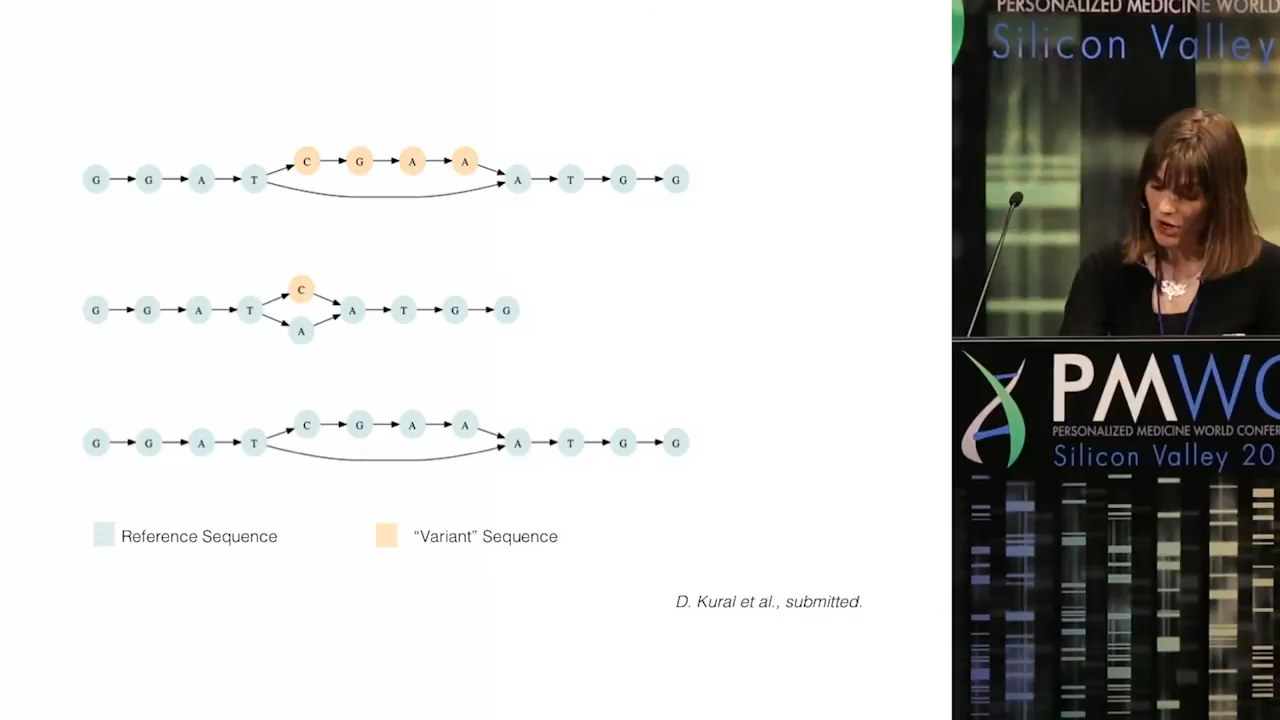 C G A A
G G A T A T G G
C
G G A T A T G G
A
C G A A
G G A T A T G G
Reference Sequence
“Variant” Sequence
D. Kural et al., submitted.
PERSONALIZED MEDICINE WORLD
Silicon Valley
PMWC
PERSONALIZED MEDICINE WORLD CONFER
Silicon Valley 20